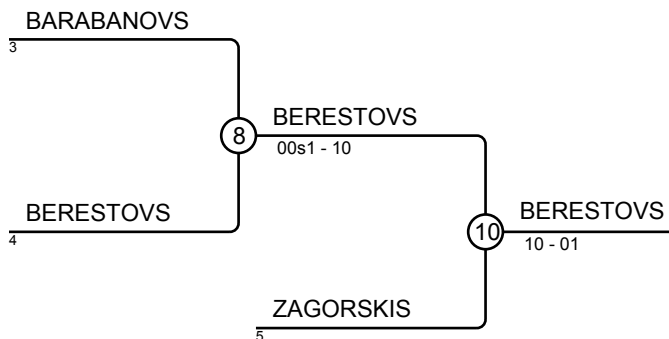 BARABANOVS
3
8
BERESTOVS
00s1 - 10
BERESTOVS
4
10
BERESTOVS
10 - 01
ZAGORSKIS
5